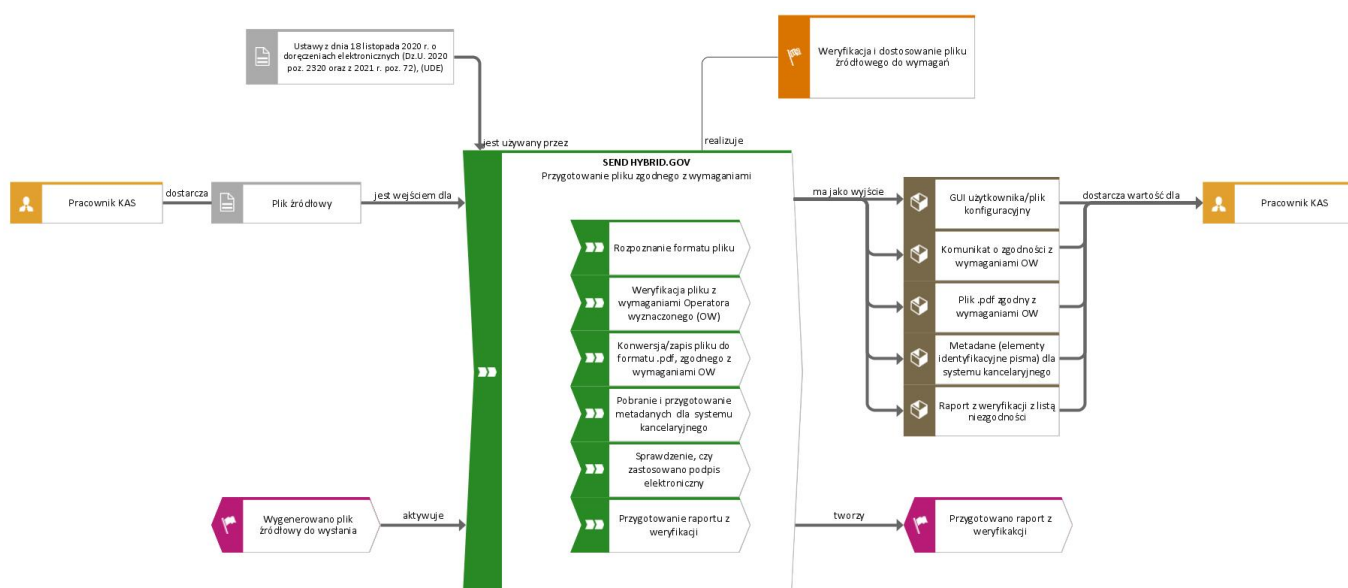 Ustawy z dnia 18 listopada 2020 r. o
doręczeniach elektronicznych (Dz.U. 2020
poz. 2320 oraz z 2021 r. poz. 72), (UDE)
Weryfikacja i dostosowanie pliku
źródłowego do wymagań
jest używany przez
realizuje
SEND HYBRID.GOV
Przygotowanie pliku zgodnego z wymaganiami
Pracownik KAS
dostarcza
Plik źródłowy
jest wejściem dla
ma jako wyjście
GUI użytkownika/plik
konfiguracyjny
dostarcza wartość dla
Pracownik KAS
Rozpoznanie formatu pliku
Komunikat o zgodności z
wymaganiami OW
Weryfikacja pliku z
wymaganiami Operatora
wyznaczonego (OW)
Plik .pdf zgodny z
wymaganiami OW
Konwersja/zapis pliku do
formatu .pdf, zgodnego z
wymaganiami OW
Metadane (elementy
identyfikacyjne pisma) dla
systemu kancelaryjnego
Pobranie i przygotowanie
metadanych dla systemu
kancelaryjnego
Raport z weryfikacji z listą
niezgodności
Sprawdzenie, czy
zastosowano podpis
elektroniczny
Wygenerowano plik
źródłowy do wysłania
aktywuje
Przygotowanie raportu z
weryfikacji
tworzy
Przygotowano raport z
weryfikakcji